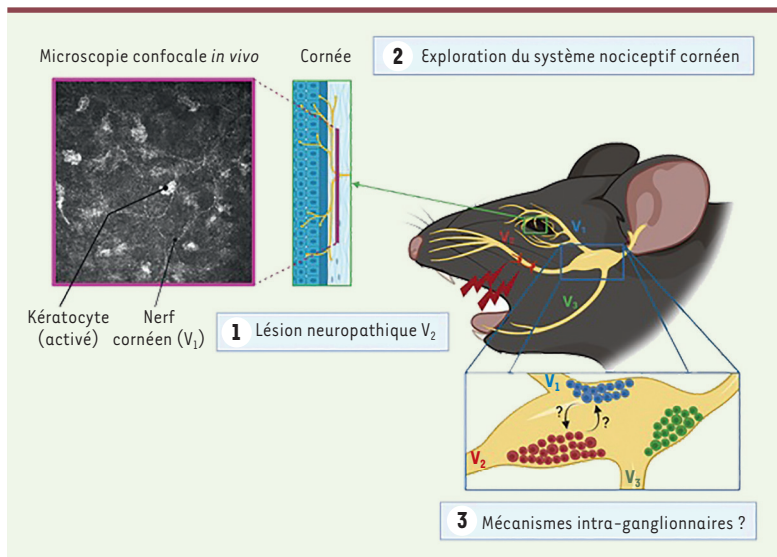 Microscopie confocale in vivo
Cornée
2 Exploration du système nociceptif cornéen
V1
V2
V3
Kératocyte
(activé)
Nerf
cornéen (V1)
1 Lésion neuropathique V2
V1
?
?
V2
V3
3 Mécanismes intra-ganglionnaires ?